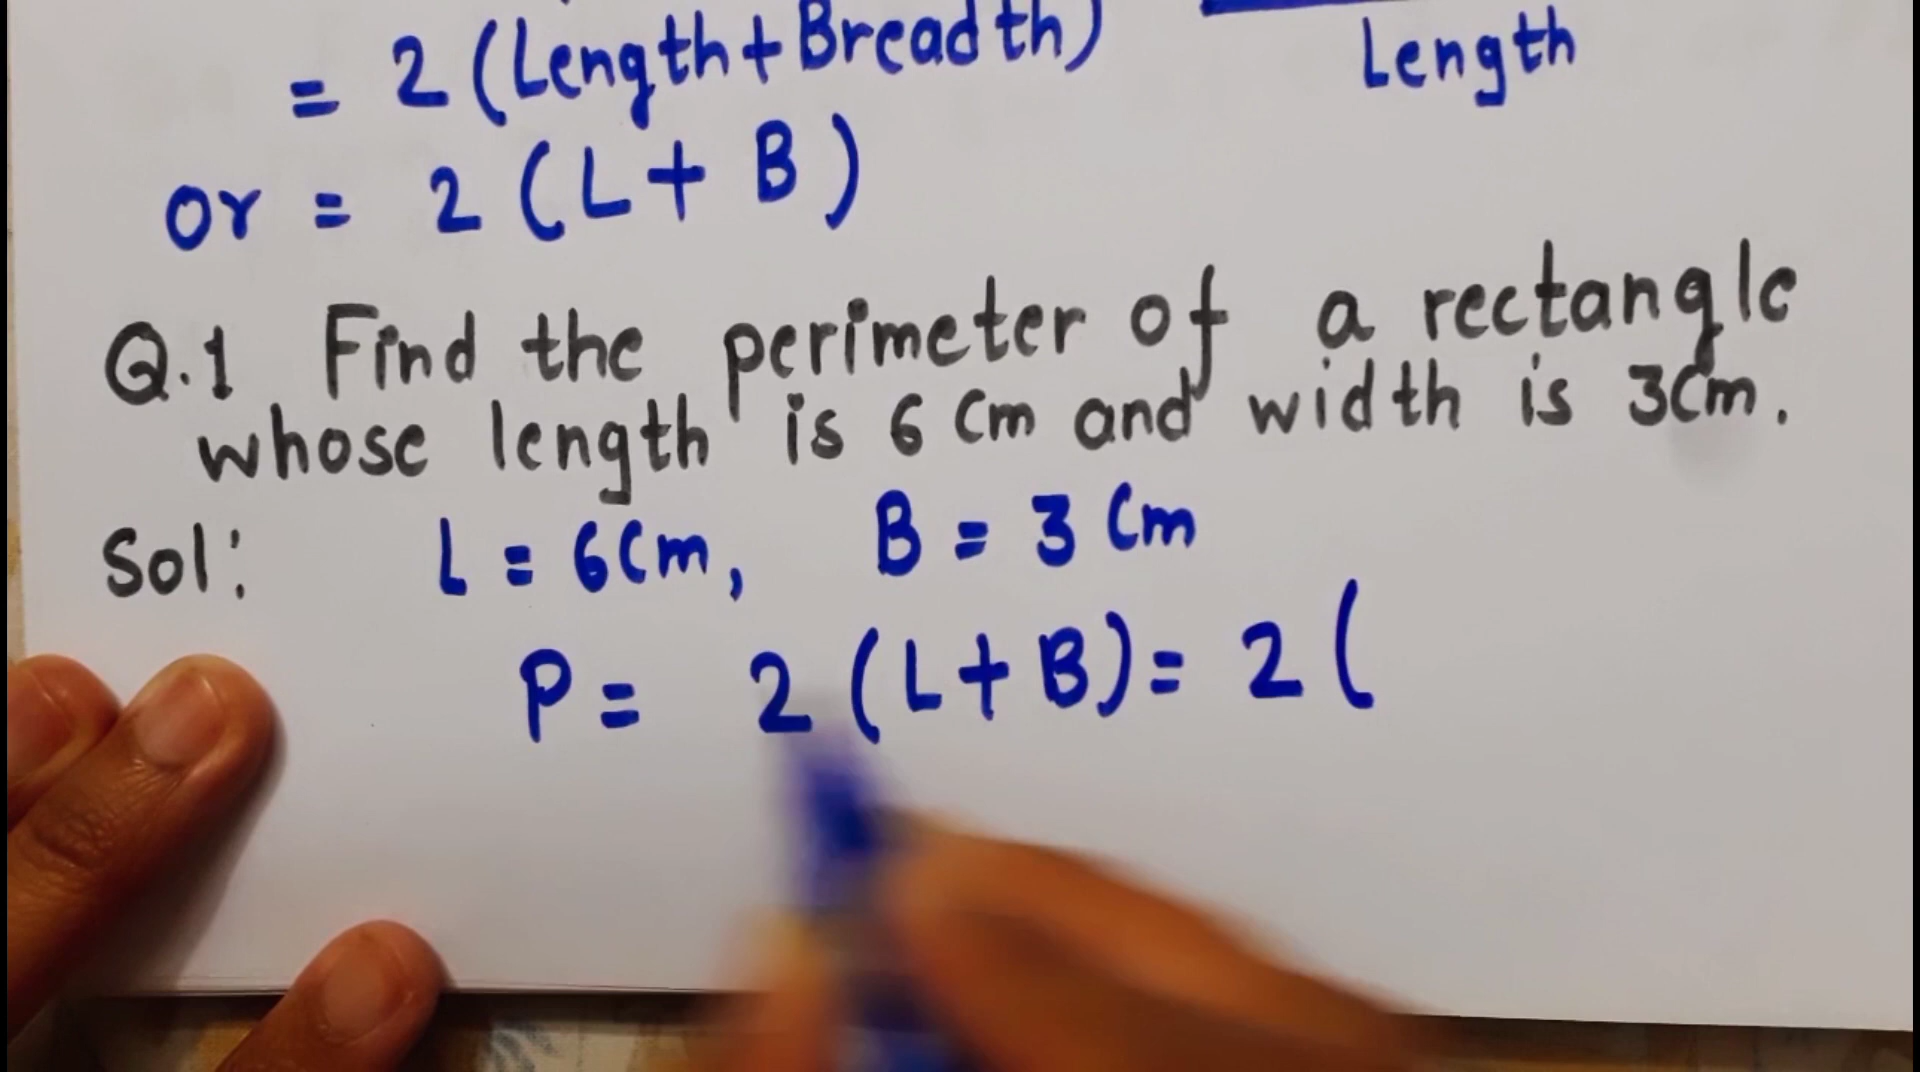 = 2 (Length + Breadth)
Length
or = 2 (L + B)
Q.1 Find the perimeter of a rectangle
whose length is 6 Cm and width is 3Cm.
Sol: L = 6Cm, B = 3 Cm
P = 2 (L + B) = 2 (